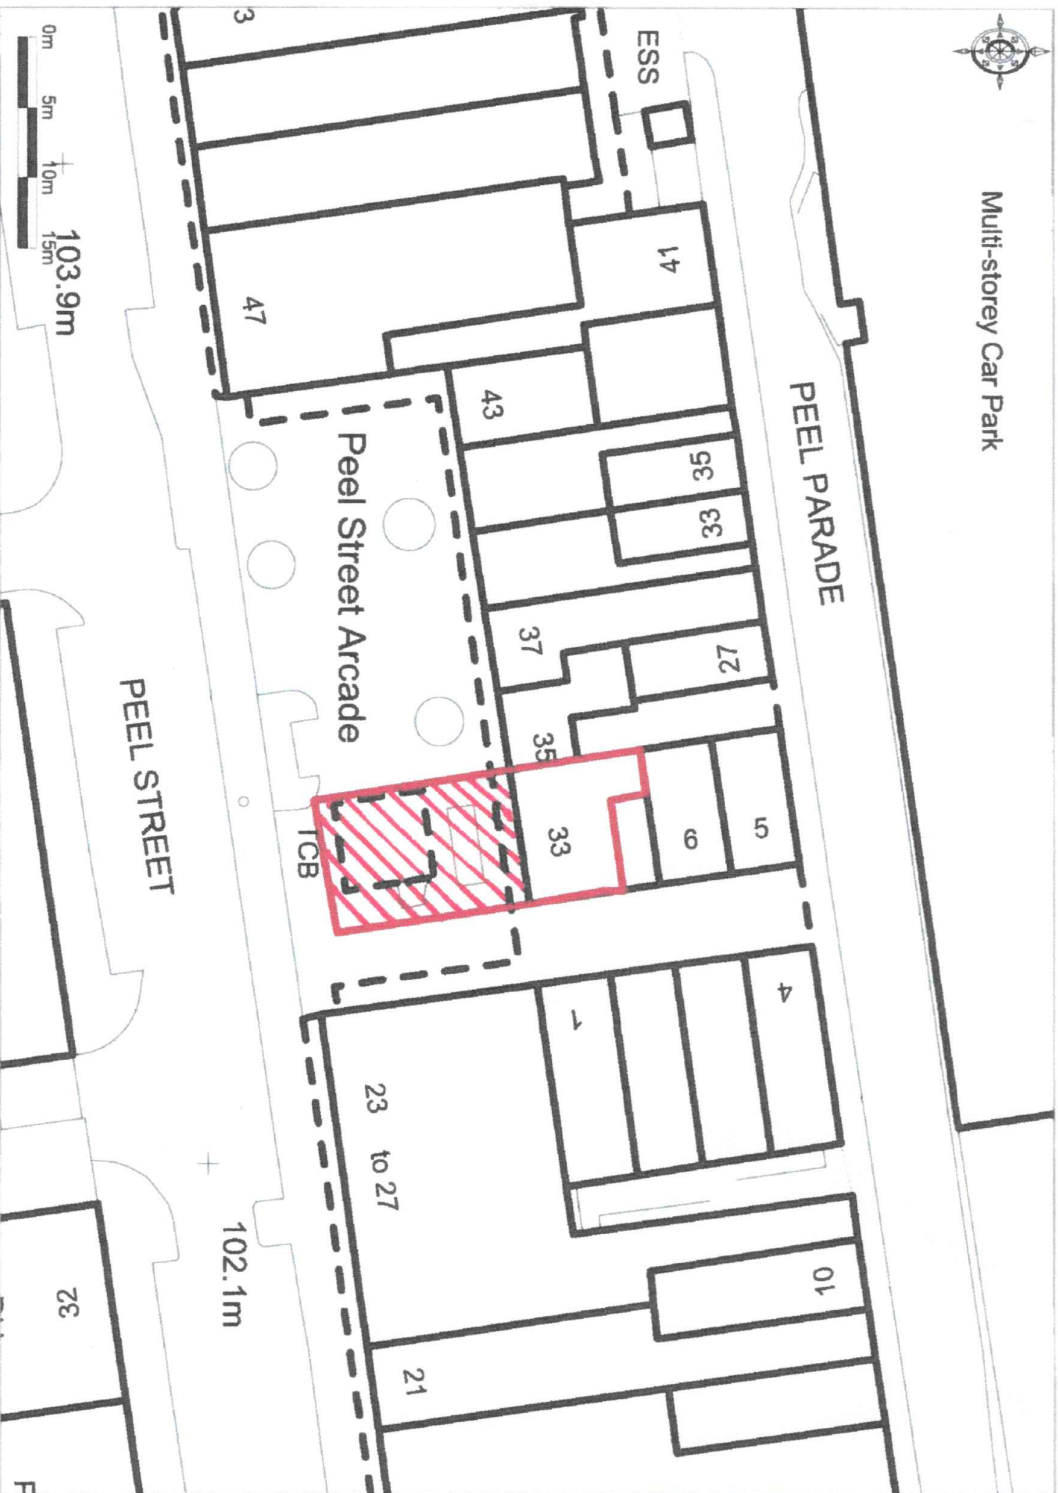 Multi-storey Car Park
ESS
PEEL PARADE
41
35
33
27
5
6
4
10
43
37
35
33
1
21
47
Peel Street Arcade
TCB
23 to 27
3
PEEL STREET
103.9m
102.1m
32
0m 5m 10m 15m